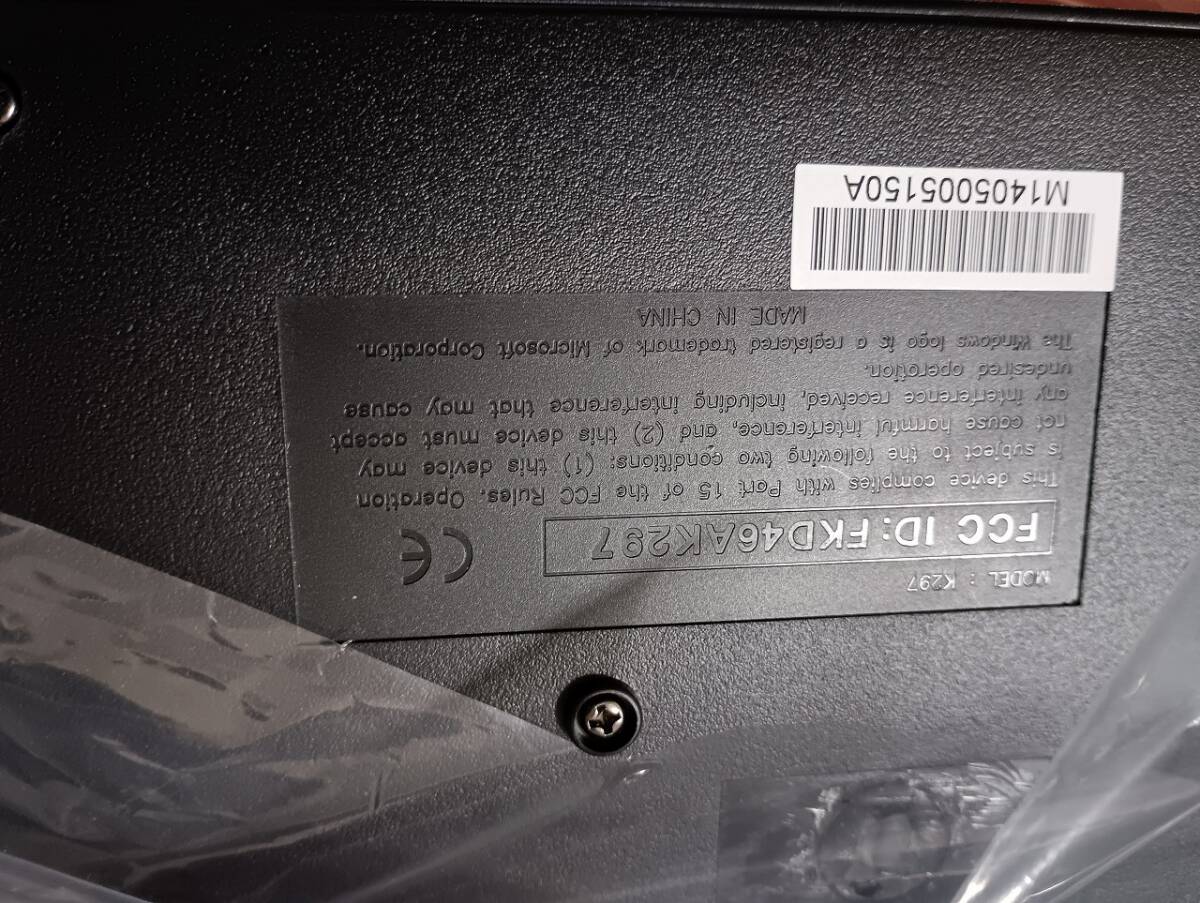 MODEL : K297
FCC ID: FKD46AK297
CE
This device complies with Part 15 of the FCC Rules. Operation
is subject to the following two conditions: (1) this device may
not cause harmful interference, and, (2) this device must accept
any interference received, including interference that may cause
undesired operation.
The Windows logo is a registered trademark of Microsoft Corporation.
MADE IN CHINA
M1405005150A